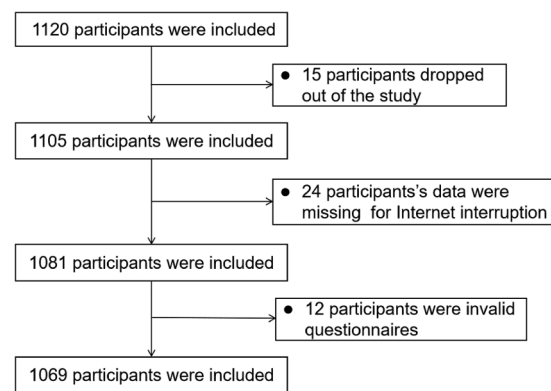 1120 participants were included
● 15 participants dropped
out of the study
1105 participants were included
● 24 participants's data were
missing for Internet interruption
1081 participants were included
● 12 participants were invalid
questionnaires
1069 participants were included